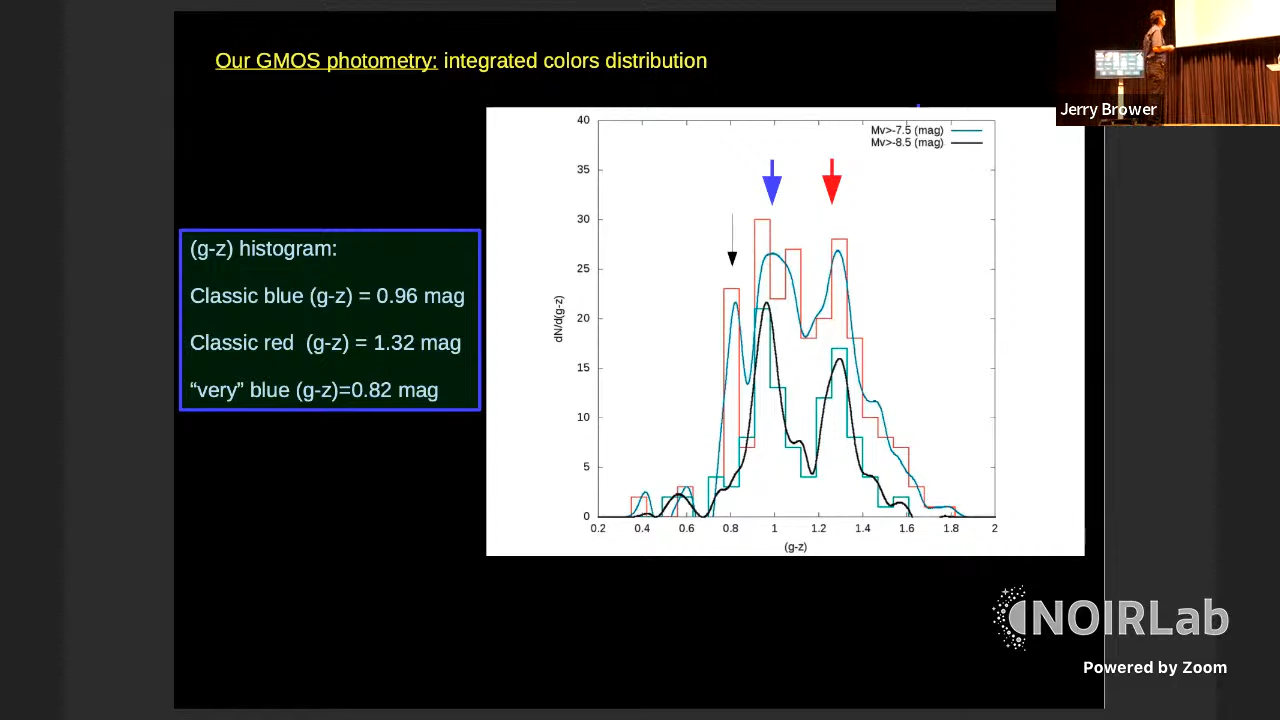 Our GMOS photometry: integrated colors distribution
Jerry Brower
(g-z) histogram:
Classic blue (g-z) = 0.96 mag
Classic red (g-z) = 1.32 mag
“very” blue (g-z)=0.82 mag
Mv>-7.5 (mag)
Mv>-8.5 (mag)
40
35
30
25
20
15
10
5
0
dN/d(g-z)
0.2 0.4 0.6 0.8 1 1.2 1.4 1.6 1.8 2
(g-z)
NOIRLab
Powered by Zoom